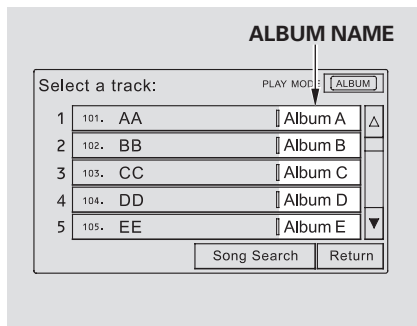 ALBUM NAME
Select a track: PLAY MODE ALBUM
1 101. AA Album A
2 102. BB Album B
3 103. CC Album C
4 104. DD Album D
5 105. EE Album E
Song Search Return